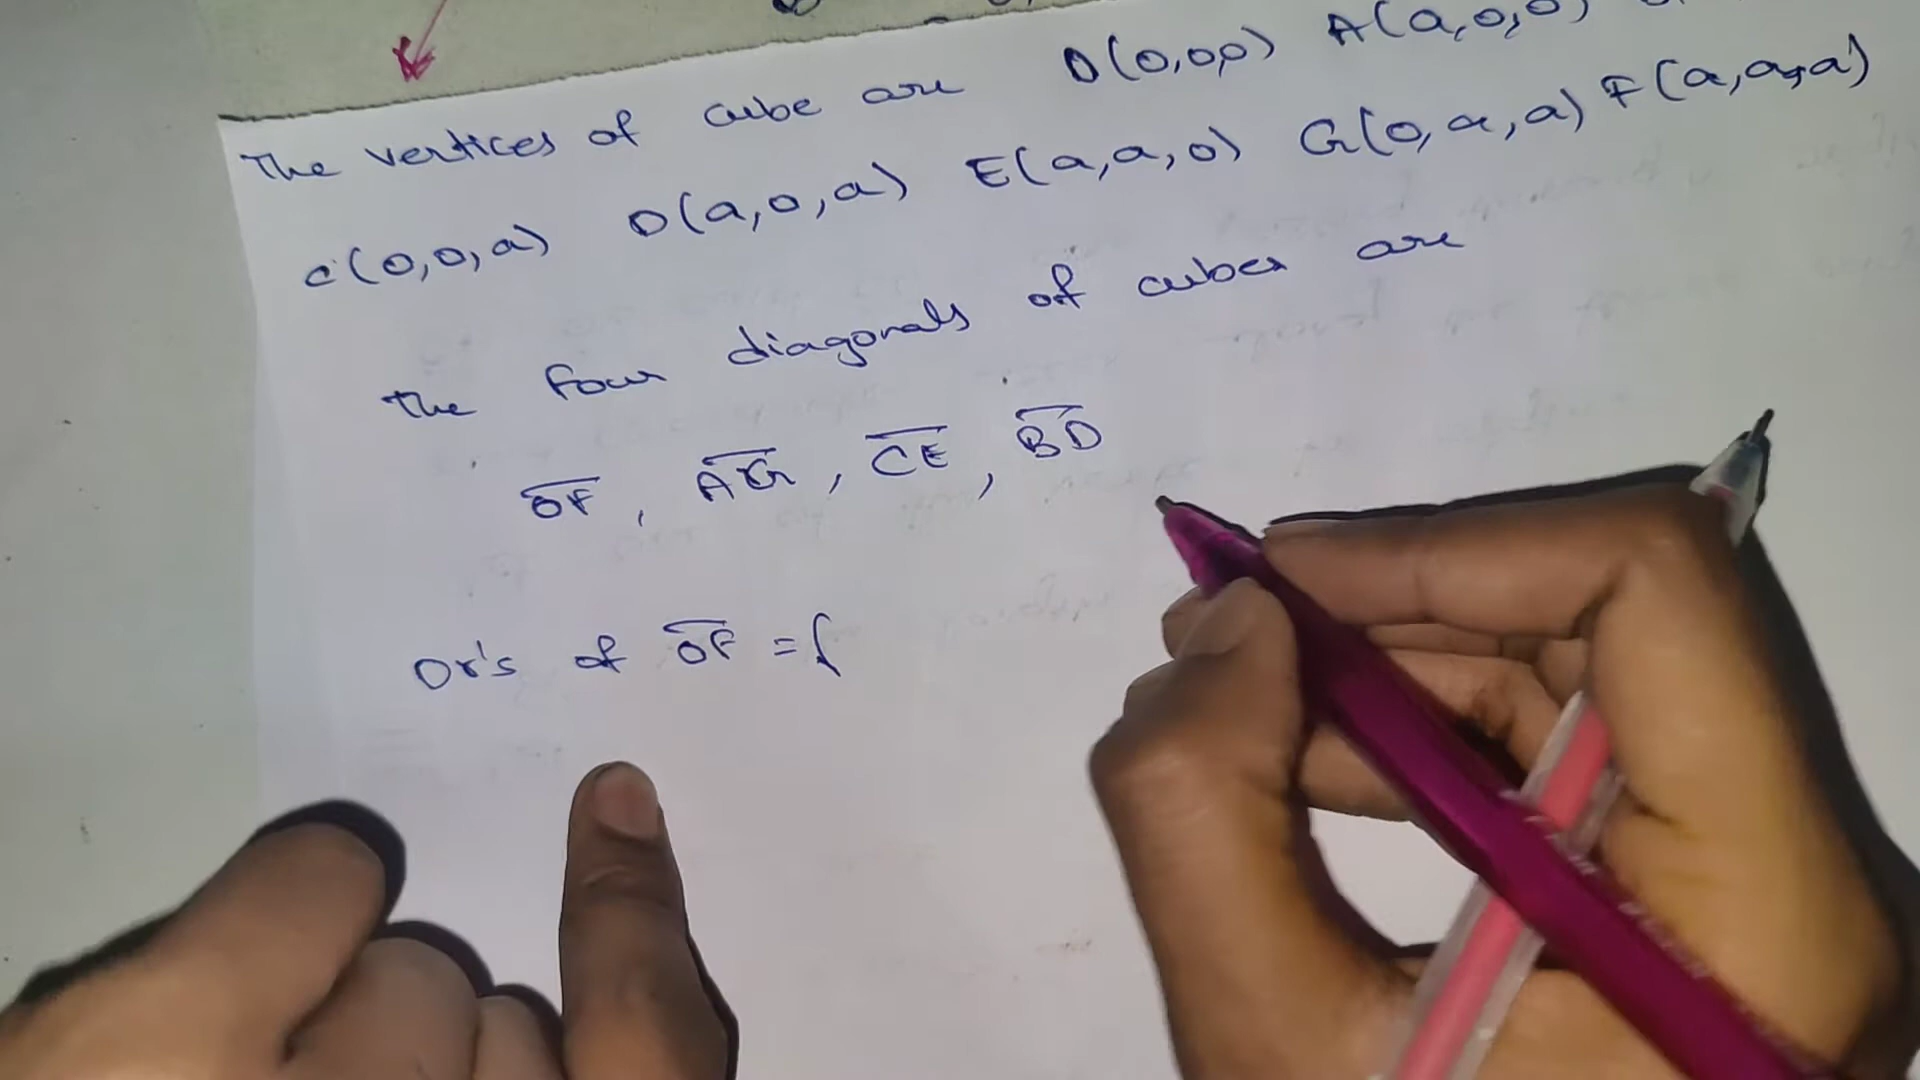 The vertices of cube are O(0,0,0) A(a,0,0)
C(0,0,a) D(a,0,a) E(a,a,0) G(0,a,a) F(a,a,a)
The four diagonals of cubes are
OF, AG, CE, BD
Dr's of OF = (